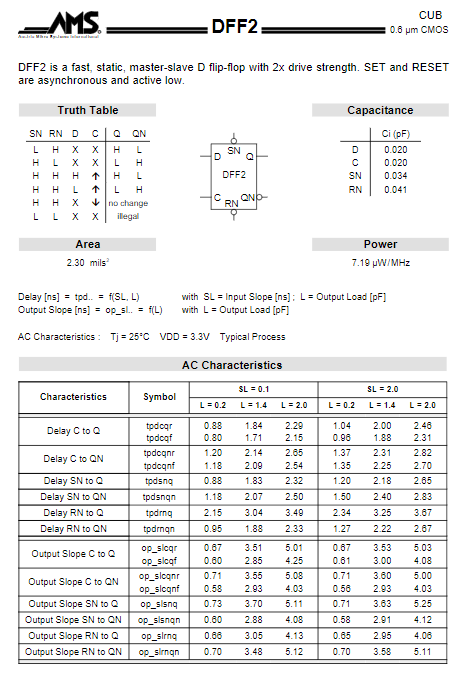 AMS
Austria Mikro Systeme International
DFF2
CUB
0.6 µm CMOS
DFF2 is a fast, static, master-slave D flip-flop with 2x drive strength. SET and RESET
are asynchronous and active low.
Truth Table
SN RN D C Q QN
L H X X H L
H L X X L H
H H H ↑ H L
H H L ↑ L H
H H X ↓ no change
L L X X illegal
SN
D Q
DFF2
C QN
RN
Capacitance
Ci (pF)
D 0.020
C 0.020
SN 0.034
RN 0.041
Area
2.30 mils²
Power
7.19 µW/MHz
Delay [ns] = tpd.. = f(SL, L) with SL = Input Slope [ns] ; L = Output Load [pF]
Output Slope [ns] = op_sl.. = f(L) with L = Output Load [pF]
AC Characteristics : Tj = 25°C VDD = 3.3V Typical Process
AC Characteristics
Characteristics Symbol SL = 0.1 SL = 2.0
L = 0.2 L = 1.4 L = 2.0 L = 0.2 L = 1.4 L = 2.0
Delay C to Q tpdcqr 0.88 1.84 2.29 1.04 2.00 2.46
tpdcqf 0.80 1.71 2.15 0.96 1.88 2.31
Delay C to QN tpdcqnr 1.20 2.14 2.65 1.37 2.31 2.82
tpdcqnf 1.18 2.09 2.54 1.35 2.25 2.70
Delay SN to Q tpdsnq 0.88 1.83 2.32 1.20 2.18 2.65
Delay SN to QN tpdsnqn 1.18 2.07 2.50 1.50 2.40 2.83
Delay RN to Q tpdrnq 2.15 3.04 3.49 2.34 3.25 3.67
Delay RN to QN tpdrnqn 0.95 1.88 2.33 1.27 2.22 2.67
Output Slope C to Q op_slcqr 0.67 3.51 5.01 0.67 3.53 5.03
op_slcqf 0.60 2.85 4.25 0.61 3.00 4.08
Output Slope C to QN op_slcqnr 0.71 3.55 5.08 0.71 3.60 5.00
op_slcqnf 0.58 2.93 4.03 0.56 2.93 4.03
Output Slope SN to Q op_slsnq 0.73 3.70 5.11 0.71 3.63 5.25
Output Slope SN to QN op_slsnqn 0.60 2.88 4.08 0.58 2.91 4.12
Output Slope RN to Q op_slrnq 0.66 3.05 4.13 0.65 2.95 4.06
Output Slope RN to QN op_slrnqn 0.70 3.48 5.12 0.70 3.58 5.11